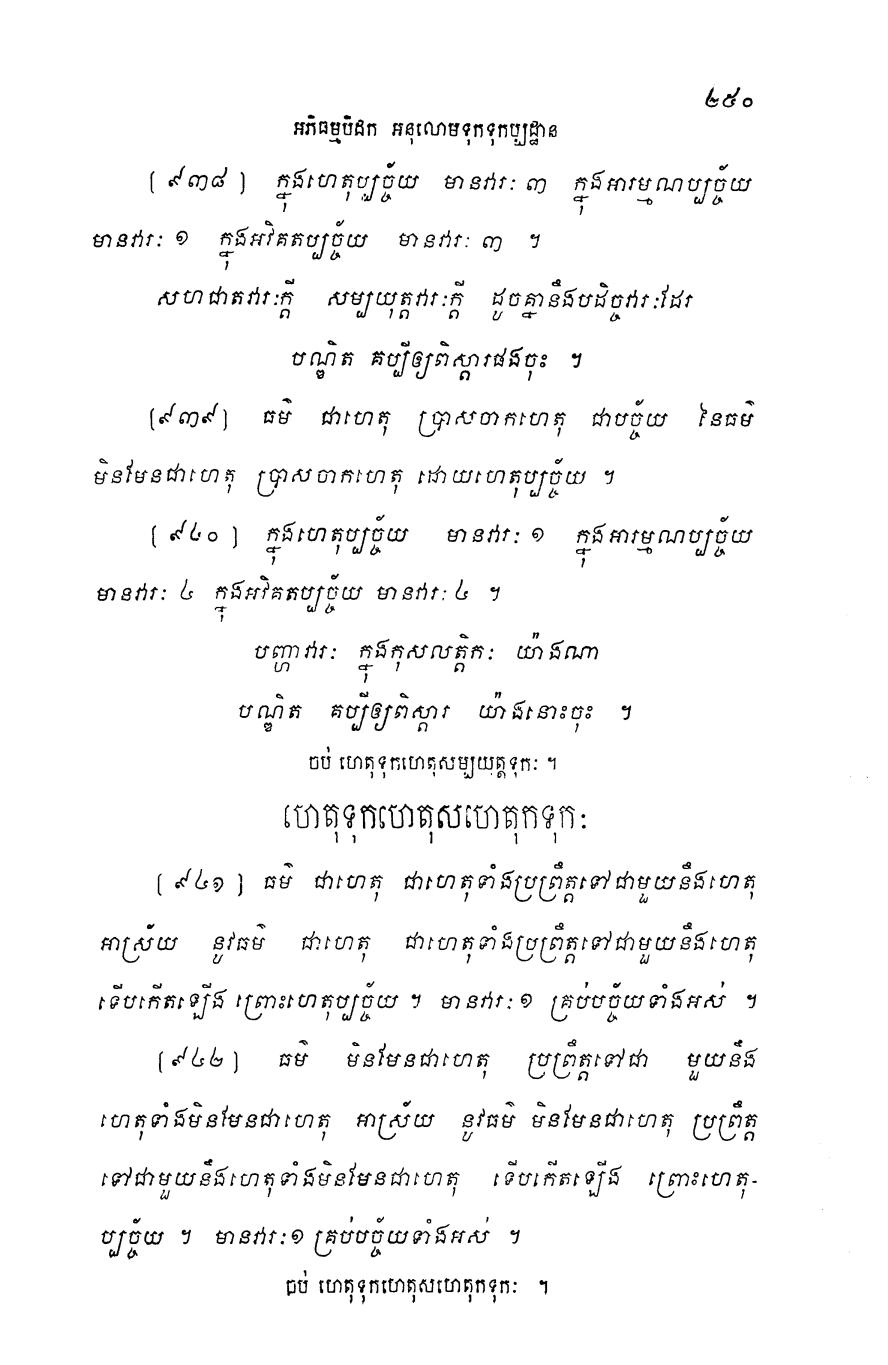 ២៥០
អភិធម្មបិដក អនុលោមទុកទុកប្បដ្ឋាន
[៩៣៨] ក្នុងហេតុប្បច្ច័យ មានវារៈ ៣ ក្នុងអារម្មណប្បច្ច័យ
មានវារៈ ១ ក្នុងអវិគតប្បច្ច័យ មានវារៈ ៣ ។
សហជាតវារៈក្តី សម្បយុត្តវារៈក្តី ដូចគ្នានឹងបដិច្ចវារៈដែរ
បណ្ឌិត គប្បីឲ្យពិស្តារផងចុះ ។
[៩៣៩] ធម៌ ជាហេតុ ប្រាសចាកហេតុ ជាបច្ច័យ នៃធម៌
មិនមែនជាហេតុ ប្រាសចាកហេតុ ដោយហេតុប្បច្ច័យ ។
[៩៤០] ក្នុងហេតុប្បច្ច័យ មានវារៈ ១ ក្នុងអារម្មណប្បច្ច័យ
មានវារៈ ៤ ក្នុងអវិគតប្បច្ច័យ មានវារៈ ៤ ។
បញ្ហាវារៈ ក្នុងកុសលត្តិកៈ យ៉ាងណា
បណ្ឌិត គប្បីឲ្យពិស្តារ យ៉ាងនោះចុះ ។
ចប់ ហេតុទុកហេតុសម្បយុត្តទុកៈ ។
ហេតុទុកហេតុសហេតុកទុកៈ
[៩៤១] ធម៌ ជាហេតុ ជាហេតុទាំងប្រព្រឹត្តទៅជាមួយនឹងហេតុ
អាស្រ័យ នូវធម៌ ជាហេតុ ជាហេតុទាំងប្រព្រឹត្តទៅជាមួយនឹងហេតុ
ទើបកើតឡើង ព្រោះហេតុប្បច្ច័យ ។ មានវារៈ ១ គ្រប់បច្ច័យទាំងអស់ ។
[៩៤២] ធម៌ មិនមែនជាហេតុ ប្រព្រឹត្តទៅជា មួយនឹង
ហេតុទាំងមិនមែនជាហេតុ អាស្រ័យ នូវធម៌ មិនមែនជាហេតុ ប្រព្រឹត្ត
ទៅជាមួយនឹងហេតុទាំងមិនមែនជាហេតុ ទើបកើតឡើង ព្រោះហេតុ-
ប្បច្ច័យ ។ មានវារៈ ១ គ្រប់បច្ច័យទាំងអស់ ។
ចប់ ហេតុទុកហេតុសហេតុកទុកៈ ។